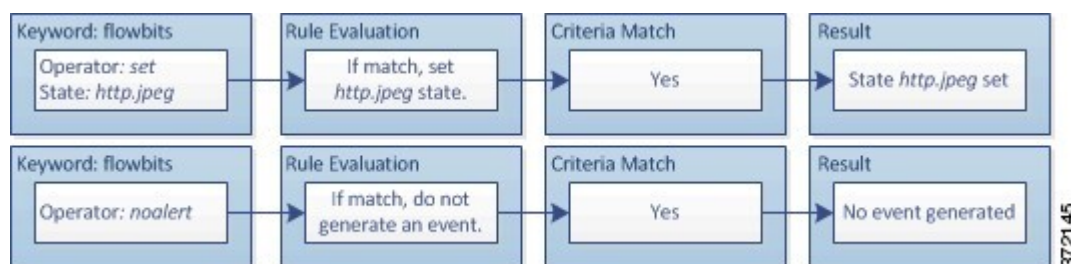 Keyword: flowbits
Operator: set
State: http.jpeg
Rule Evaluation
If match, set
http.jpeg state.
Criteria Match
Yes
Result
State http.jpeg set
Keyword: flowbits
Operator: noalert
Rule Evaluation
If match, do not
generate an event.
Criteria Match
Yes
Result
No event generated
372145